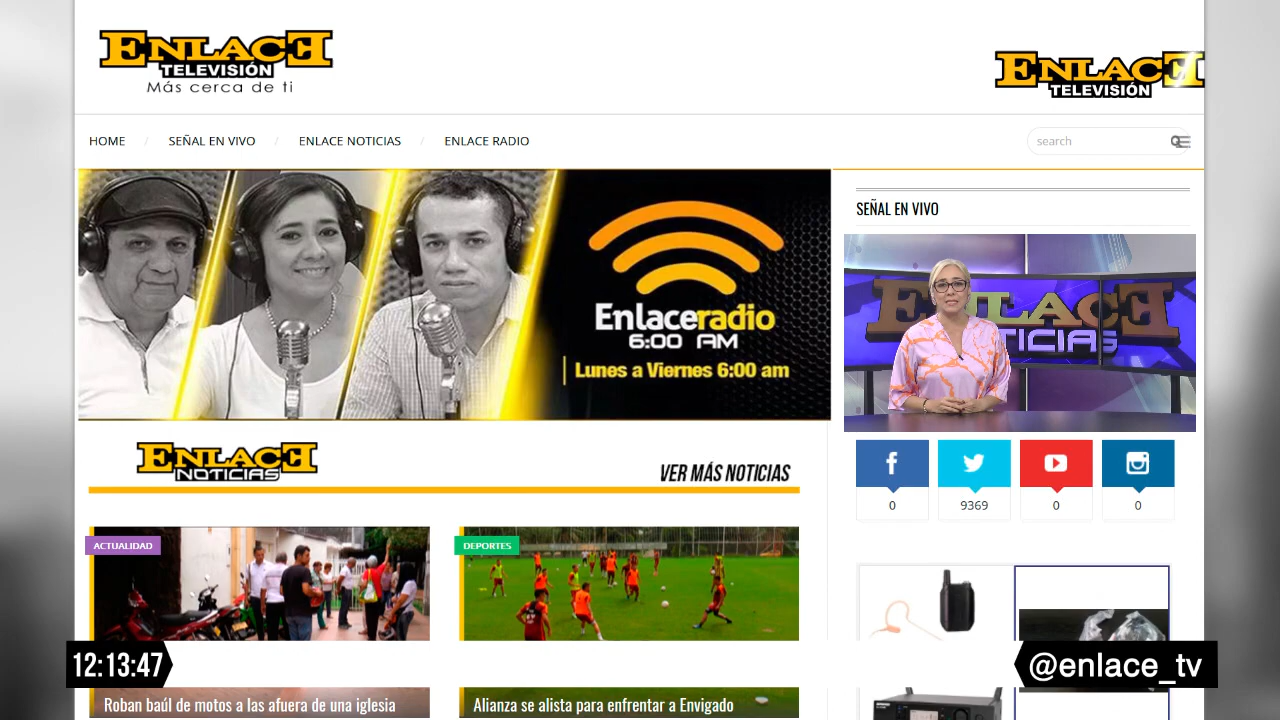 ENLACE
TELEVISIÓN
Más cerca de ti
ENLACE
TELEVISIÓN
HOME / SEÑAL EN VIVO / ENLACE NOTICIAS / ENLACE RADIO
search
SEÑAL EN VIVO
Enlaceradio
6:00 AM
Lunes a Viernes 6:00 am
ENLACE
NOTICIAS
0
9369
0
0
ENLACE
NOTICIAS
VER MÁS NOTICIAS
ACTUALIDAD
DEPORTES
12:13:47
@enlace_tv
Roban baúl de motos a las afuera de una iglesia
Alianza se alista para enfrentar a Envigado